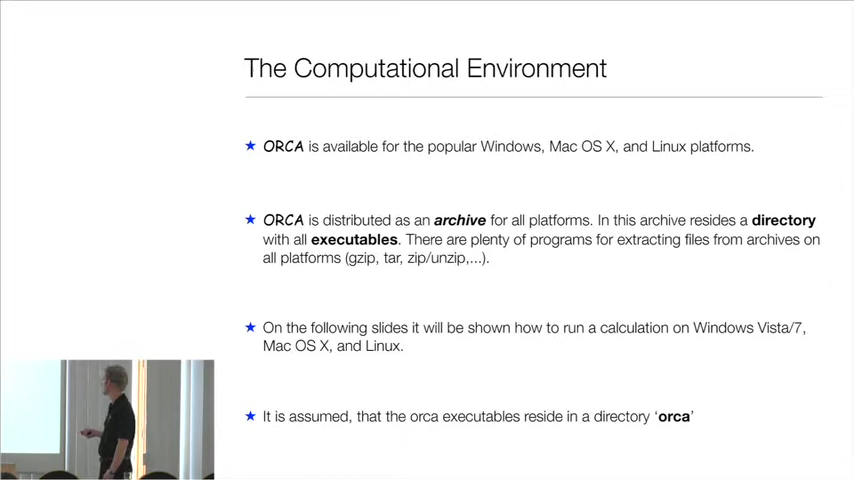 The Computational Environment
★ ORCA is available for the popular Windows, Mac OS X, and Linux platforms.
★ ORCA is distributed as an archive for all platforms. In this archive resides a directory
with all executables. There are plenty of programs for extracting files from archives on
all platforms (gzip, tar, zip/unzip,...).
★ On the following slides it will be shown how to run a calculation on Windows Vista/7,
Mac OS X, and Linux.
★ It is assumed, that the orca executables reside in a directory ‘orca’